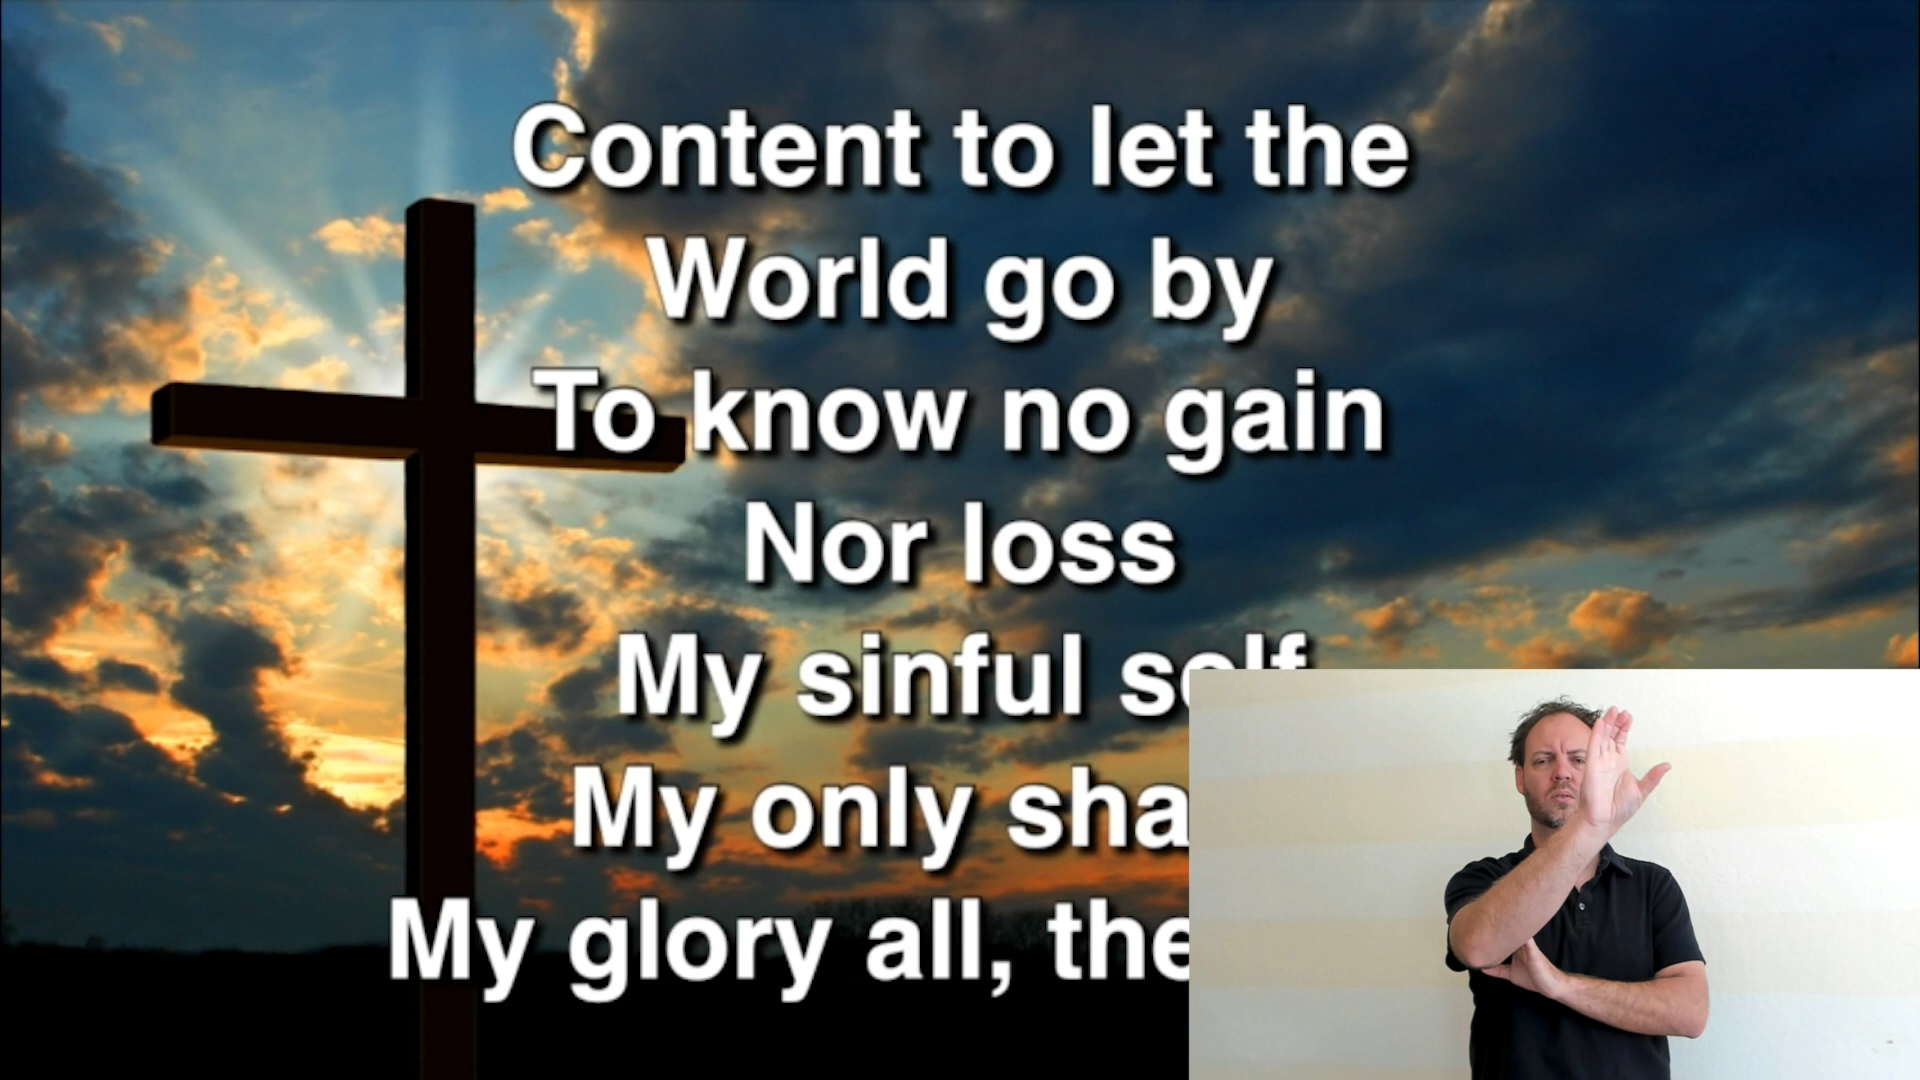 Content to let the
World go by
To know no gain
Nor loss
My sinful self
My only
My glory all,